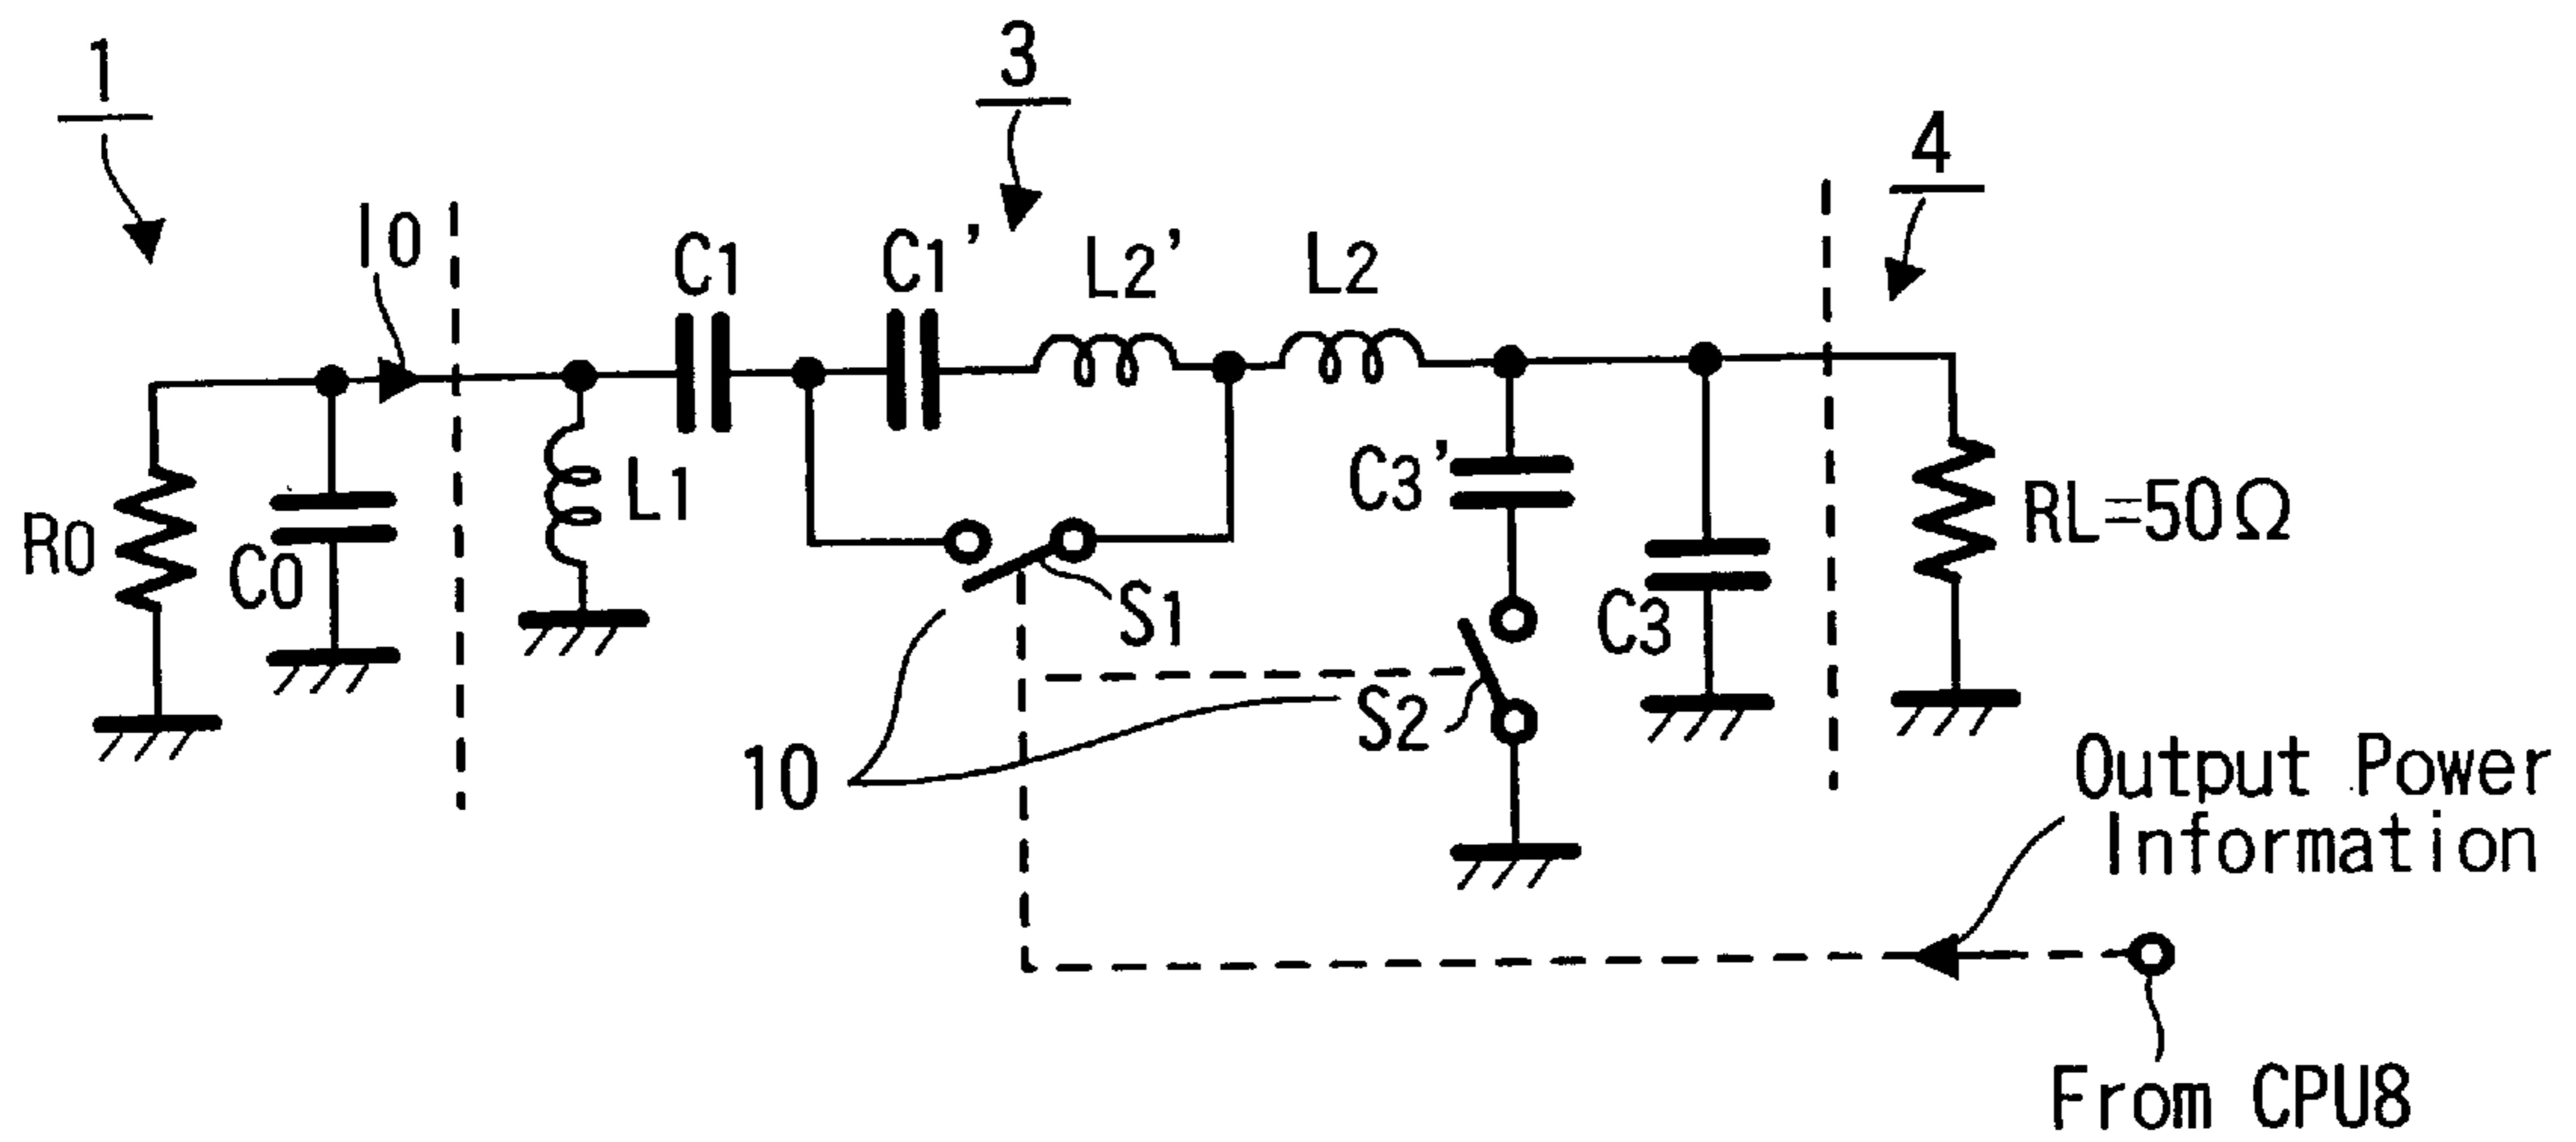 1
3
4
I0
C1
C1'
L2'
L2
R0
C0
L1
S1
C3'
C3
S2
RL=50Ω
10
Output Power
Information
From CPU8